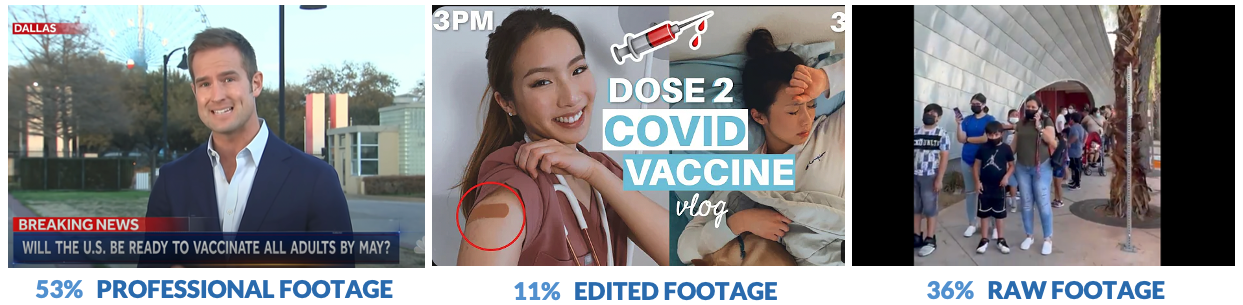 DALLAS
BREAKING NEWS
WILL THE U.S. BE READY TO VACCINATE ALL ADULTS BY MAY?
3PM
3
DOSE 2
COVID
VACCINE
vlog
53% PROFESSIONAL FOOTAGE
11% EDITED FOOTAGE
36% RAW FOOTAGE